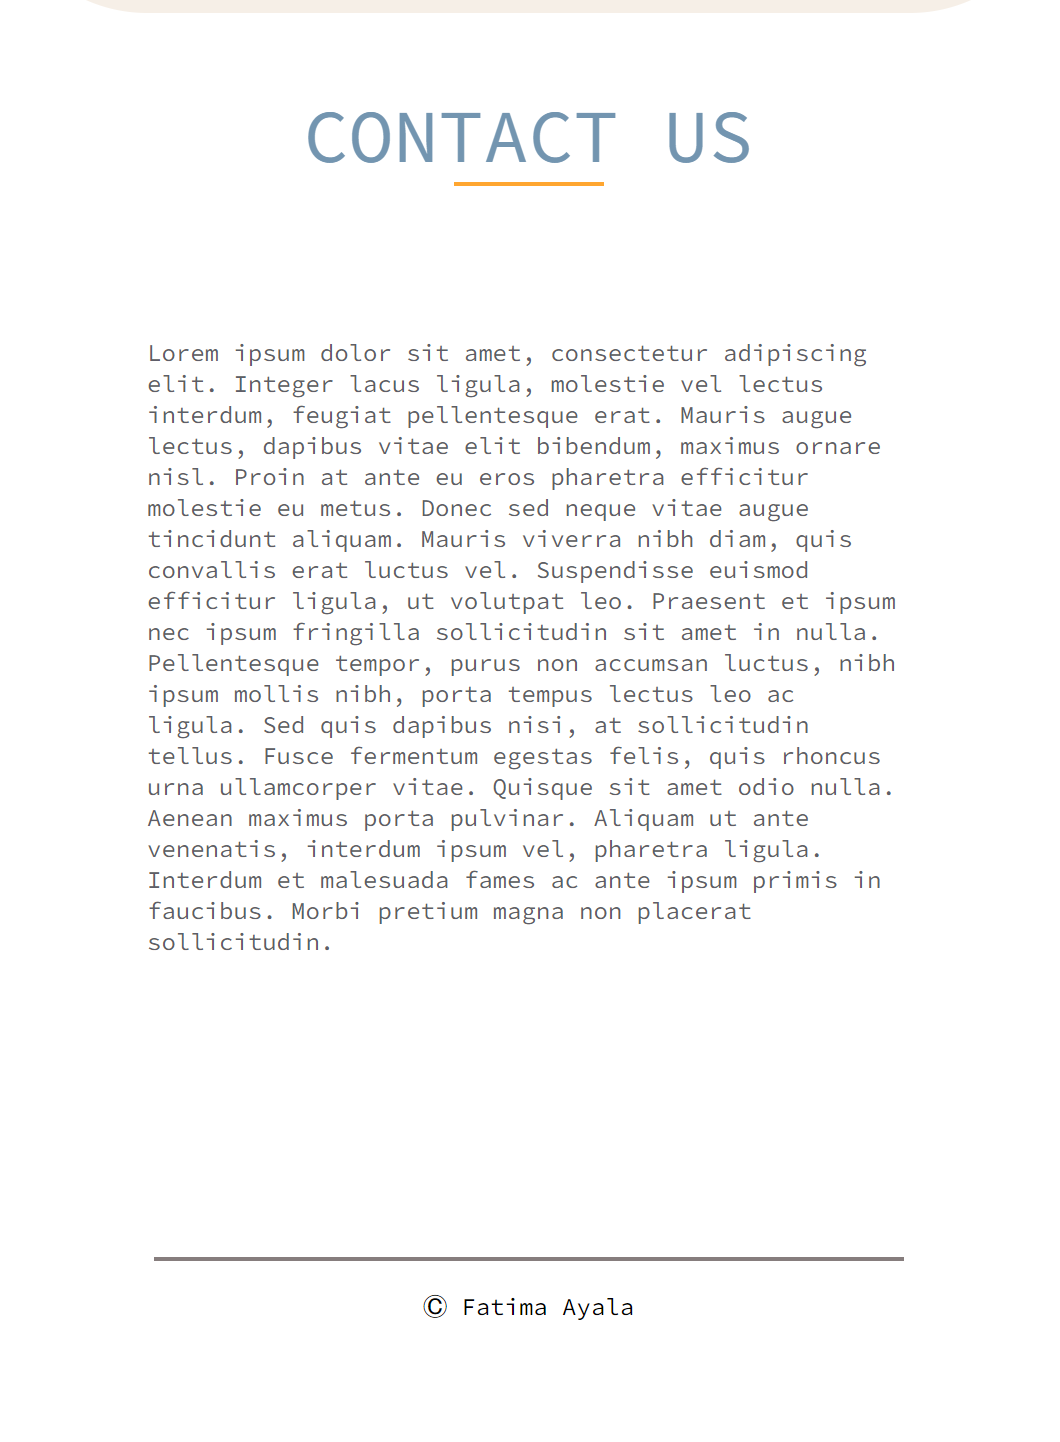 CONTACT US
Lorem ipsum dolor sit amet, consectetur adipiscing
elit. Integer lacus ligula, molestie vel lectus
interdum, feugiat pellentesque erat. Mauris augue
lectus, dapibus vitae elit bibendum, maximus ornare
nisl. Proin at ante eu eros pharetra efficitur
molestie eu metus. Donec sed neque vitae augue
tincidunt aliquam. Mauris viverra nibh diam, quis
convallis erat luctus vel. Suspendisse euismod
efficitur ligula, ut volutpat leo. Praesent et ipsum
nec ipsum fringilla sollicitudin sit amet in nulla.
Pellentesque tempor, purus non accumsan luctus, nibh
ipsum mollis nibh, porta tempus lectus leo ac
ligula. Sed quis dapibus nisi, at sollicitudin
tellus. Fusce fermentum egestas felis, quis rhoncus
urna ullamcorper vitae. Quisque sit amet odio nulla.
Aenean maximus porta pulvinar. Aliquam ut ante
venenatis, interdum ipsum vel, pharetra ligula.
Interdum et malesuada fames ac ante ipsum primis in
faucibus. Morbi pretium magna non placerat
sollicitudin.
© Fatima Ayala